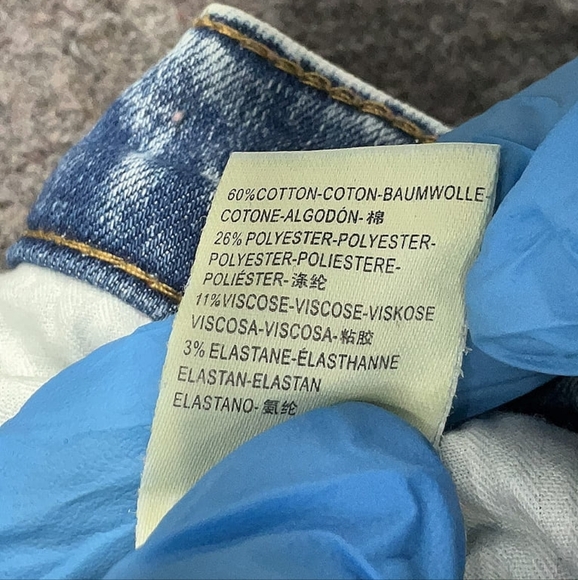 60%COTTON-COTON-BAUMWOLLE-
COTONE-ALGODÓN-棉
26% POLYESTER-POLYESTER-
POLYESTER-POLIESTERE-
POLIÉSTER-涤纶
11%VISCOSE-VISCOSE-VISKOSE
VISCOSA-VISCOSA-粘胶
3% ELASTANE-ÉLASTHANNE
ELASTAN-ELASTAN
ELASTANO-氨纶